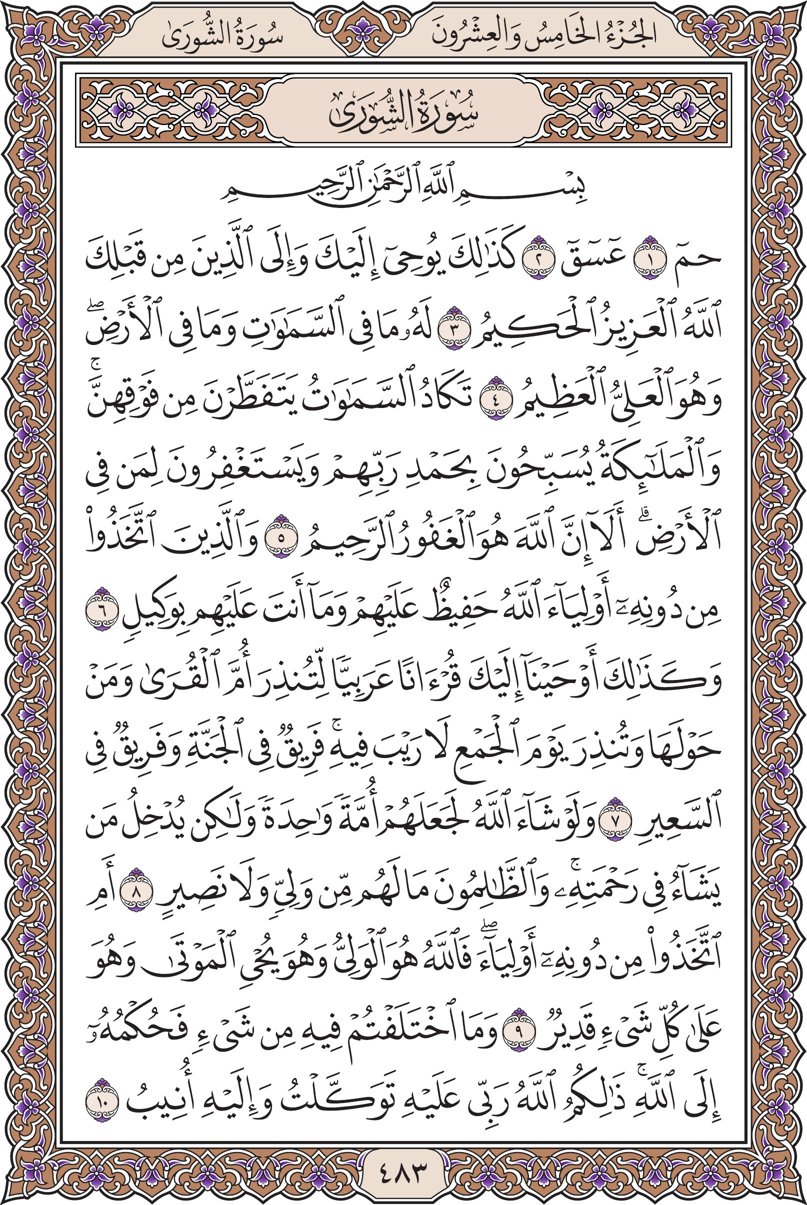 الجُزْءُ الخَامِسُ وَالعِشْرُونَ
سُورَةُ الشُّورَىٰ
سُورَةُ الشُّورَىٰ
بِسْمِ ٱللَّهِ ٱلرَّحْمَٰنِ ٱلرَّحِيمِ
حمٓ ١ عٓسٓقٓ ٢ كَذَٰلِكَ يُوحِيٓ إِلَيْكَ وَإِلَى ٱلَّذِينَ مِن قَبْلِكَ
ٱللَّهُ ٱلْعَزِيزُ ٱلْحَكِيمُ ٣ لَهُۥ مَا فِى ٱلسَّمَٰوَٰتِ وَمَا فِى ٱلْأَرْضِۖ
وَهُوَ ٱلْعَلِىُّ ٱلْعَظِيمُ ٤ تَكَادُ ٱلسَّمَٰوَٰتُ يَتَفَطَّرْنَ مِن فَوْقِهِنَّۚ
وَٱلْمَلَٰٓئِكَةُ يُسَبِّحُونَ بِحَمْدِ رَبِّهِمْ وَيَسْتَغْفِرُونَ لِمَن فِى
ٱلْأَرْضِۗ أَلَآ إِنَّ ٱللَّهَ هُوَ ٱلْغَفُورُ ٱلرَّحِيمُ ٥ وَٱلَّذِينَ ٱتَّخَذُوا۟
مِن دُونِهِۦٓ أَوْلِيَآءَ ٱللَّهُ حَفِيظٌ عَلَيْهِمْ وَمَآ أَنتَ عَلَيْهِم بِوَكِيلٍ ٦
وَكَذَٰلِكَ أَوْحَيْنَآ إِلَيْكَ قُرْءَانًا عَرَبِيًّا لِّتُنذِرَ أُمَّ ٱلْقُرَىٰ وَمَنْ
حَوْلَهَا وَتُنذِرَ يَوْمَ ٱلْجَمْعِ لَا رَيْبَ فِيهِۚ فَرِيقٌ فِى ٱلْجَنَّةِ وَفَرِيقٌ فِى
ٱلسَّعِيرِ ٧ وَلَوْ شَآءَ ٱللَّهُ لَجَعَلَهُمْ أُمَّةً وَٰحِدَةً وَلَٰكِن يُدْخِلُ مَن
يَشَآءُ فِى رَحْمَتِهِۦۚ وَٱلظَّٰلِمُونَ مَا لَهُم مِّن وَلِىٍّ وَلَا نَصِيرٍ ٨ أَمِ
ٱتَّخَذُوا۟ مِن دُونِهِۦٓ أَوْلِيَآءَۖ فَٱللَّهُ هُوَ ٱلْوَلِىُّ وَهُوَ يُحْىِ ٱلْمَوْتَىٰ وَهُوَ
عَلَىٰ كُلِّ شَىْءٍ قَدِيرٌ ٩ وَمَا ٱخْتَلَفْتُمْ فِيهِ مِن شَىْءٍ فَحُكْمُهُۥٓ
إِلَى ٱللَّهِۚ ذَٰلِكُمُ ٱللَّهُ رَبِّى عَلَيْهِ تَوَكَّلْتُ وَإِلَيْهِ أُنِيبُ ١٠
٤٨٣